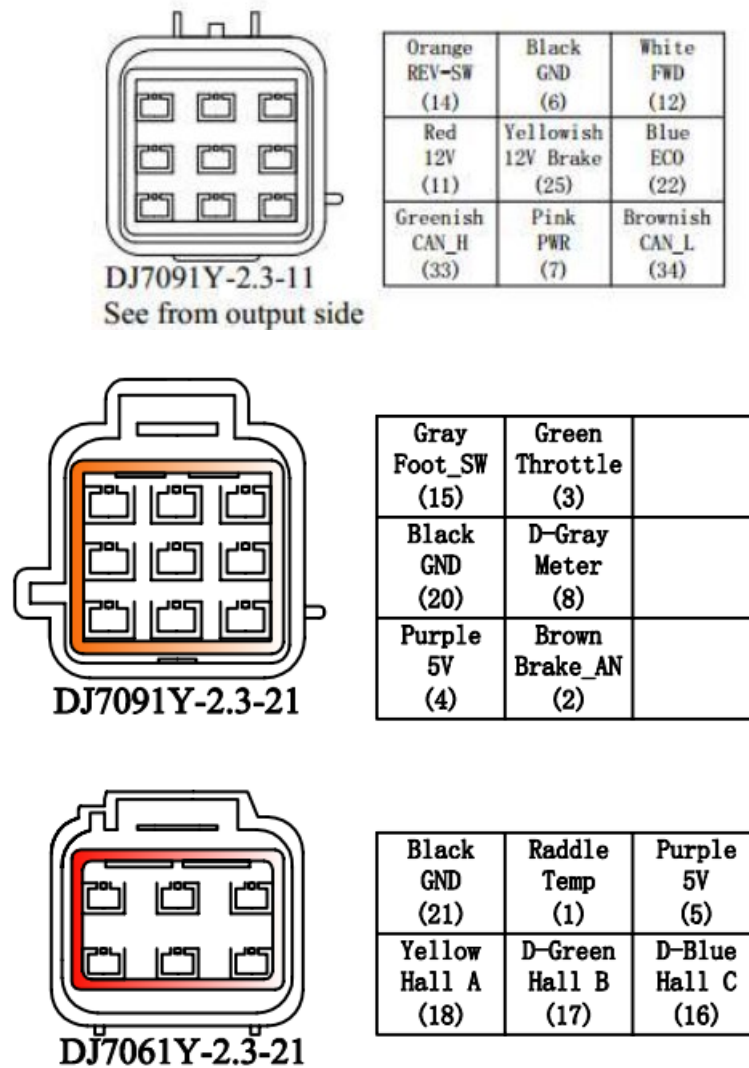 Orange Black White
REV-SW GND FWD
(14) (6) (12)
Red Yellowish Blue
12V 12V Brake ECO
(11) (25) (22)
Greenish Pink Brownish
CAN_H PWR CAN_L
(33) (7) (34)
DJ7091Y-2.3-11
See from output side
Gray Green
Foot_SW Throttle
(15) (3)
Black D-Gray
GND Meter
(20) (8)
Purple Brown
5V Brake_AN
(4) (2)
DJ7091Y-2.3-21
Black Raddle Purple
GND Temp 5V
(21) (1) (5)
Yellow D-Green D-Blue
Hall A Hall B Hall C
(18) (17) (16)
DJ7061Y-2.3-21